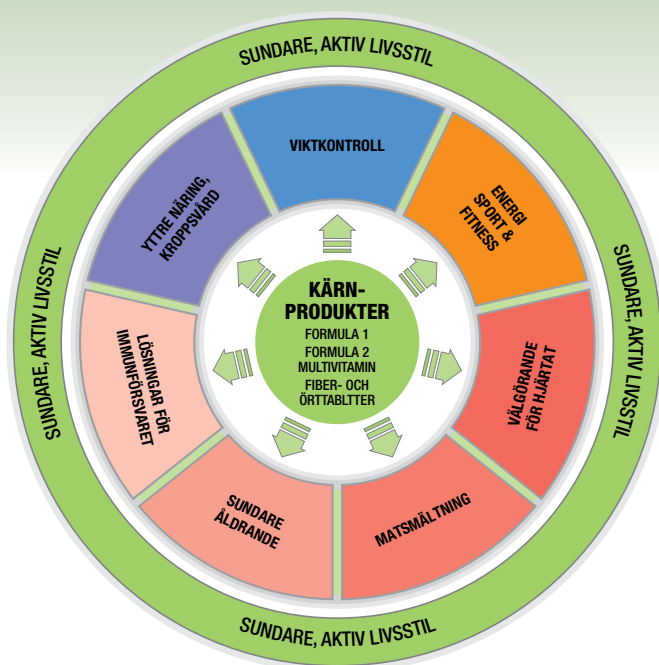 SUNDARE, AKTIV LIVSSTIL
VIKTKONTROLL
ENERGI
SPORT &
FITNESS
VÄLGÖRANDE
FÖR HJÄRTAT
MATSMÄLTNING
SUNDARE
ÅLDRANDE
LÖSNINGAR FÖR
IMMUNFÖRSVARET
YTTRE NÄRING,
KROPPSVÅRD
KÄRN-
PRODUKTER
FORMULA 1
FORMULA 2
MULTIVITAMIN
FIBER- OCH
ÖRTTABLTTER
SUNDARE, AKTIV LIVSSTIL
SUNDARE, AKTIV LIVSSTIL
SUNDARE, AKTIV LIVSSTIL